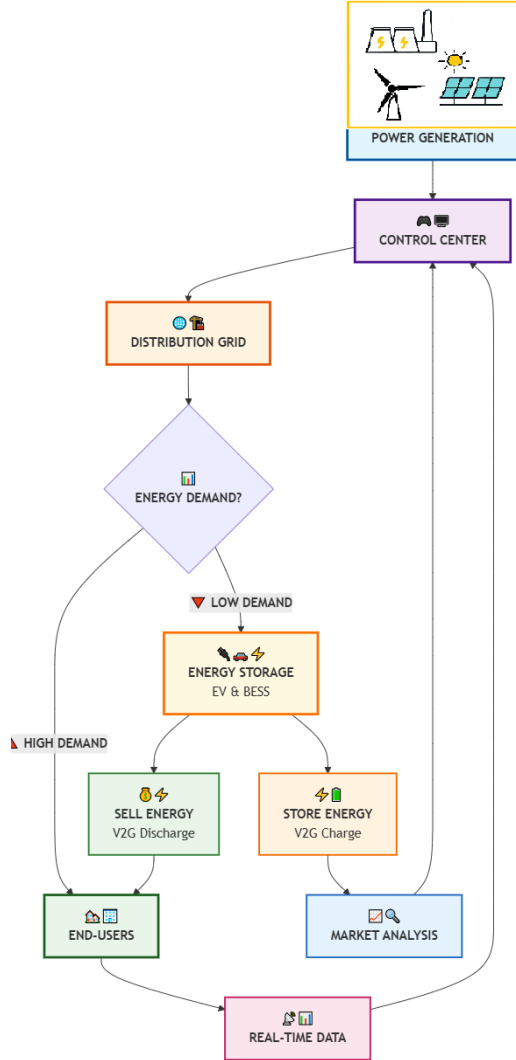 POWER GENERATION
CONTROL CENTER
DISTRIBUTION GRID
ENERGY DEMAND?
LOW DEMAND
ENERGY STORAGE
EV & BESS
HIGH DEMAND
SELL ENERGY
V2G Discharge
STORE ENERGY
V2G Charge
END-USERS
MARKET ANALYSIS
REAL-TIME DATA